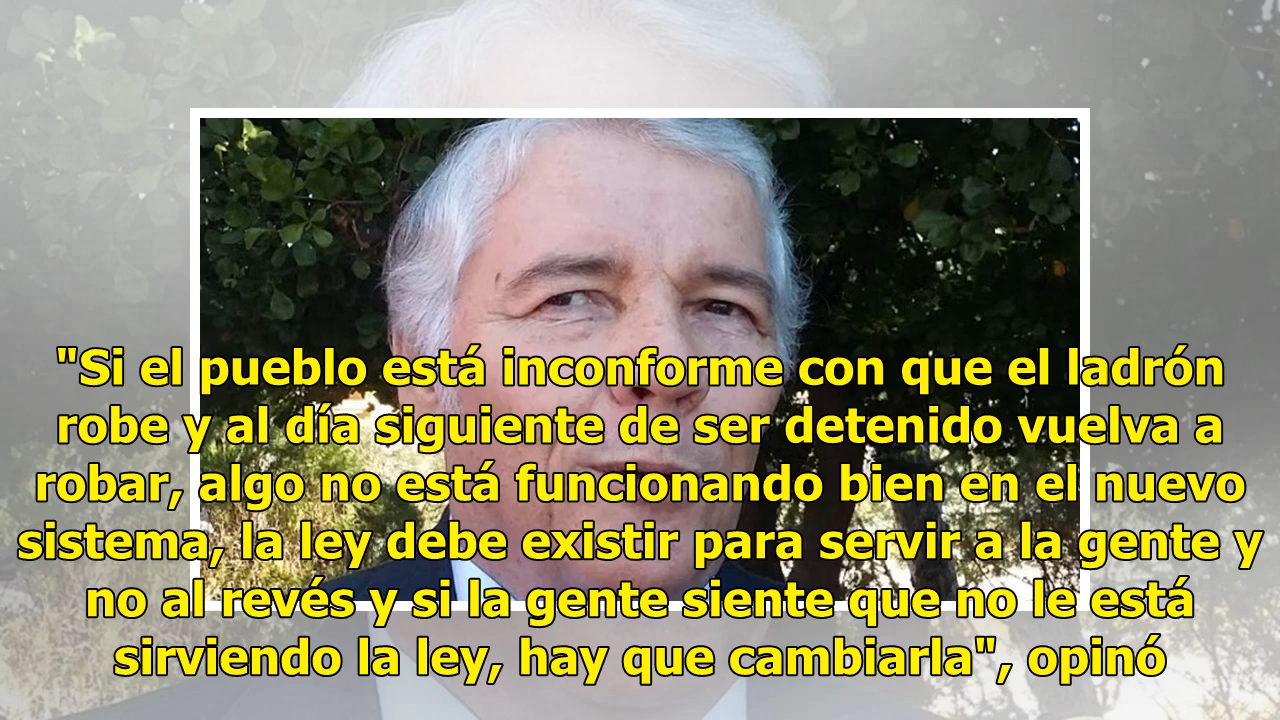 "Si el pueblo está inconforme con que el ladrón
robe y al día siguiente de ser detenido vuelva a
robar, algo no está funcionando bien en el nuevo
sistema, la ley debe existir para servir a la gente y
no al revés y si la gente siente que no le está
sirviendo la ley, hay que cambiarla", opinó